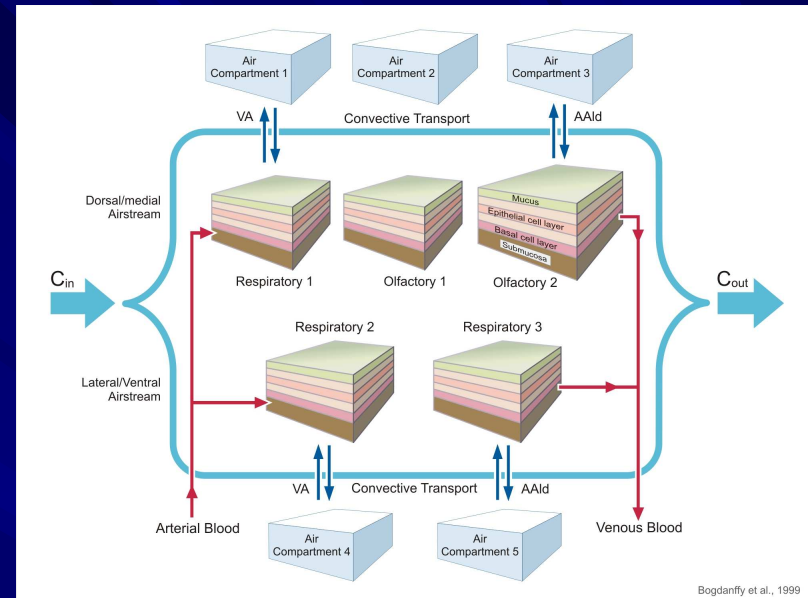 Air
Compartment 1
Air
Compartment 2
Air
Compartment 3
VA
Convective Transport
AAld
Dorsal/medial
Airstream
Mucus
Epithelial cell layer
Basal cell layer
Submucosa
Respiratory 1
Olfactory 1
Olfactory 2
Cin
Cout
Respiratory 2
Respiratory 3
Lateral/Ventral
Airstream
VA
Convective Transport
AAld
Arterial Blood
Air
Compartment 4
Air
Compartment 5
Venous Blood
Bogdanffy et al., 1999